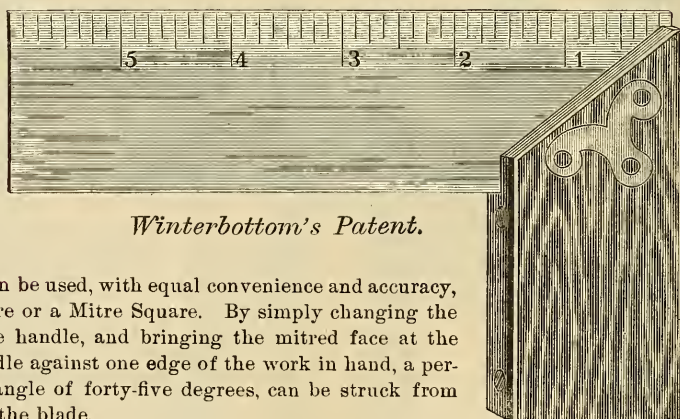 5 4 3 2 1
Winterbottom's Patent.
n be used, with equal convenience and accuracy,
re or a Mitre Square. By simply changing the
e handle, and bringing the mitred face at the
dle against one edge of the work in hand, a per-
angle of forty-five degrees, can be struck from
the blade